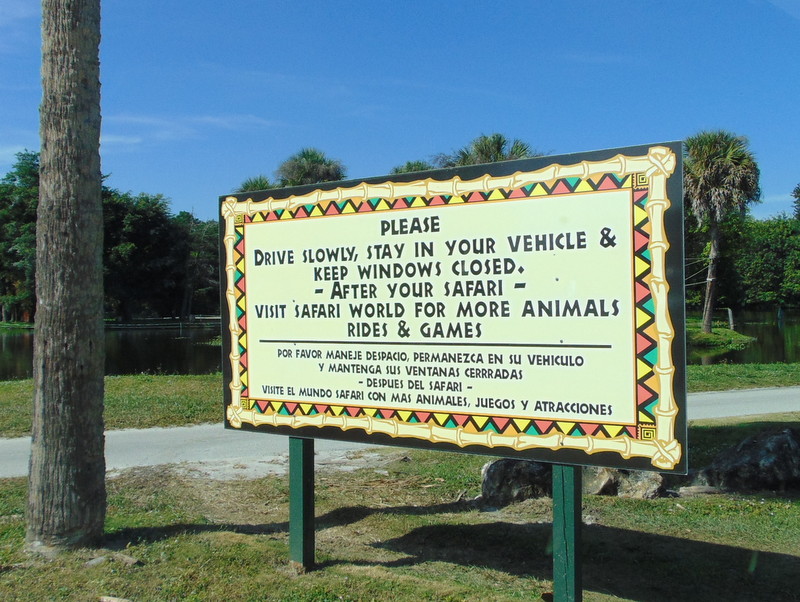 PLEASE
DRIVE SLOWLY, STAY IN YOUR VEHICLE &
KEEP WINDOWS CLOSED.
- AFTER YOUR SAFARI -
VISIT SAFARI WORLD FOR MORE ANIMALS
RIDES & GAMES
POR FAVOR MANEJE DESPACIO, PERMANEZCA EN SU VEHICULO
Y MANTENGA SUS VENTANAS CERRRADAS
- DESPUES DEL SAFARI -
VISITE EL MUNDO SAFARI CON MAS ANIMALES, JUEGOS Y ATRACCIONES